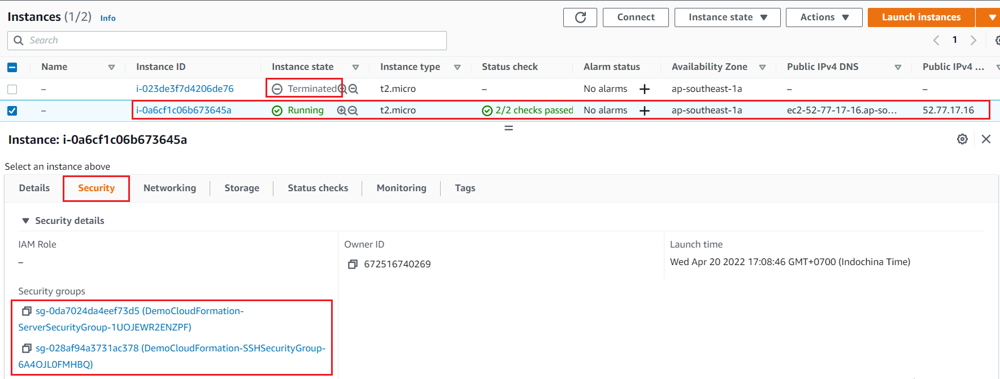 Instances (1/2) Info Connect Instance state Actions Launch instances
Search 1
Name Instance ID Instance state Instance type Status check Alarm status Availability Zone Public IPv4 DNS Public IPv4 ...
– i-023de3f7d4206de76 Terminated t2.micro – No alarms ap-southeast-1a – –
– i-0a6cf1c06b673645a Running t2.micro 2/2 checks passed No alarms ap-southeast-1a ec2-52-77-17-16.ap-so... 52.77.17.16
Instance: i-0a6cf1c06b673645a
Select an instance above
Details Security Networking Storage Status checks Monitoring Tags
Security details
IAM Role Owner ID Launch time
– 672516740269 Wed Apr 20 2022 17:08:46 GMT+0700 (Indochina Time)
Security groups
sg-0da7024da4eef73d5 (DemoCloudFormation-
ServerSecurityGroup-1UOJEWR2ENZPF)
sg-028af94a3731ac378 (DemoCloudFormation-SSHSecurityGroup-
6A4OJL0FMHBQ)